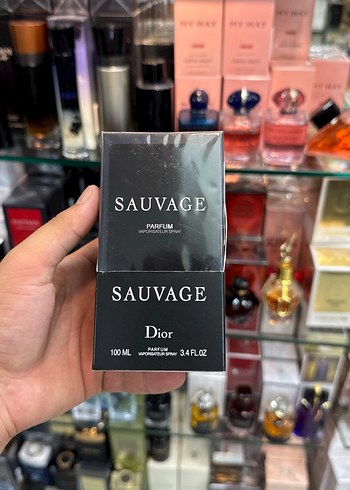 MY WAY
MY WAY
SAUVAGE
PARFUM
VAPORISATEUR SPRAY
SAUVAGE
Dior
100 ML PARFUM VAPORISATEUR SPRAY 3.4 FL.OZ